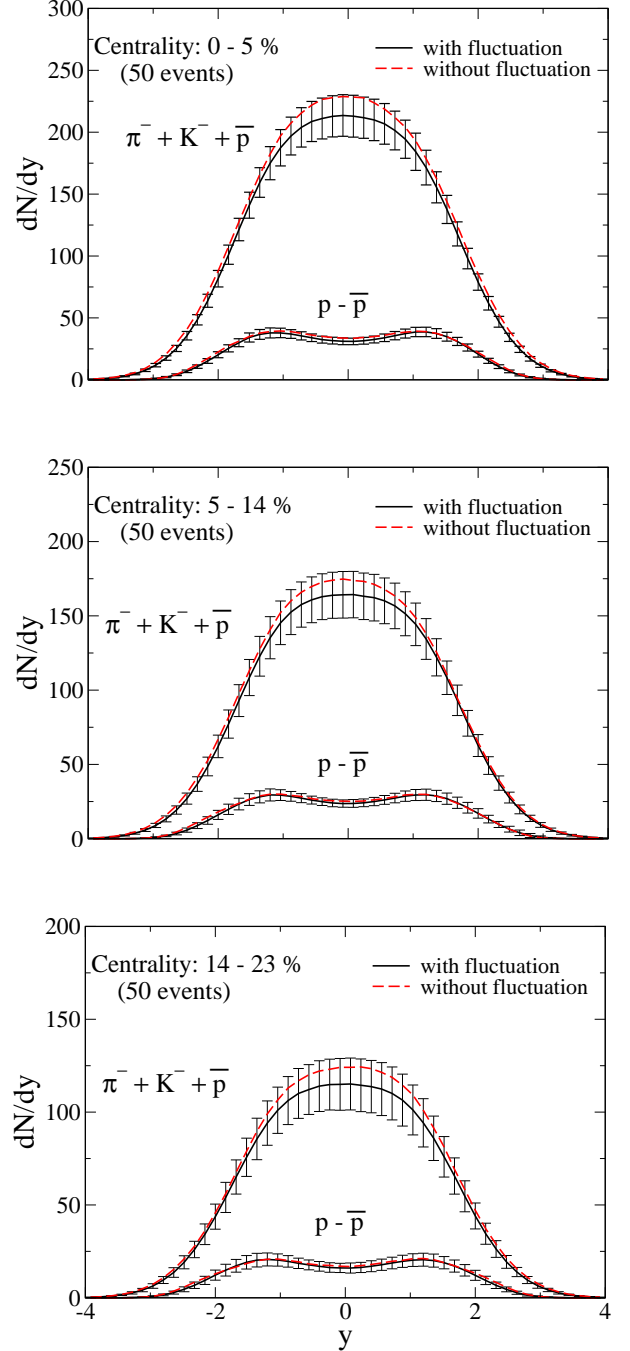 300
Centrality: 0 - 5 %
(50 events)
with fluctuation
without fluctuation
250
200
π⁻ + K⁻ + p̅
150
dN/dy
100
p - p̅
50
0
250
Centrality: 5 - 14 %
(50 events)
with fluctuation
without fluctuation
200
150
π⁻ + K⁻ + p̅
dN/dy
100
p - p̅
50
0
200
Centrality: 14 - 23 %
(50 events)
with fluctuation
without fluctuation
150
π⁻ + K⁻ + p̅
dN/dy
100
50
p - p̅
0
-4 -2 0 2 4
y